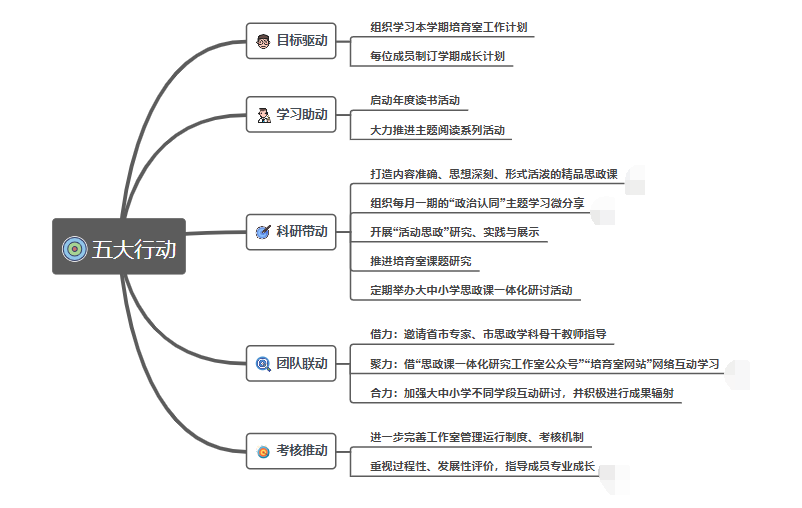 五大行动
目标驱动
组织学习本学期培育室工作计划
每位成员制订学期成长计划
学习助动
启动年度读书活动
大力推进主题阅读系列活动
科研带动
打造内容准确、思想深刻、形式活泼的精品思政课
组织每月一期的“政治认同”主题学习微分享
开展“活动思政”研究、实践与展示
推进培育室课题研究
定期举办大中小学思政课一体化研讨活动
团队联动
借力：邀请省市专家、市思政学科骨干教师指导
聚力：借“思政课一体化研究工作室公众号”“培育室网站”网络互动学习
合力：加强大中小学不同学段互动研讨，并积极进行成果辐射
考核推动
进一步完善工作室管理运行制度、考核机制
重视过程性、发展性评价，指导成员专业成长